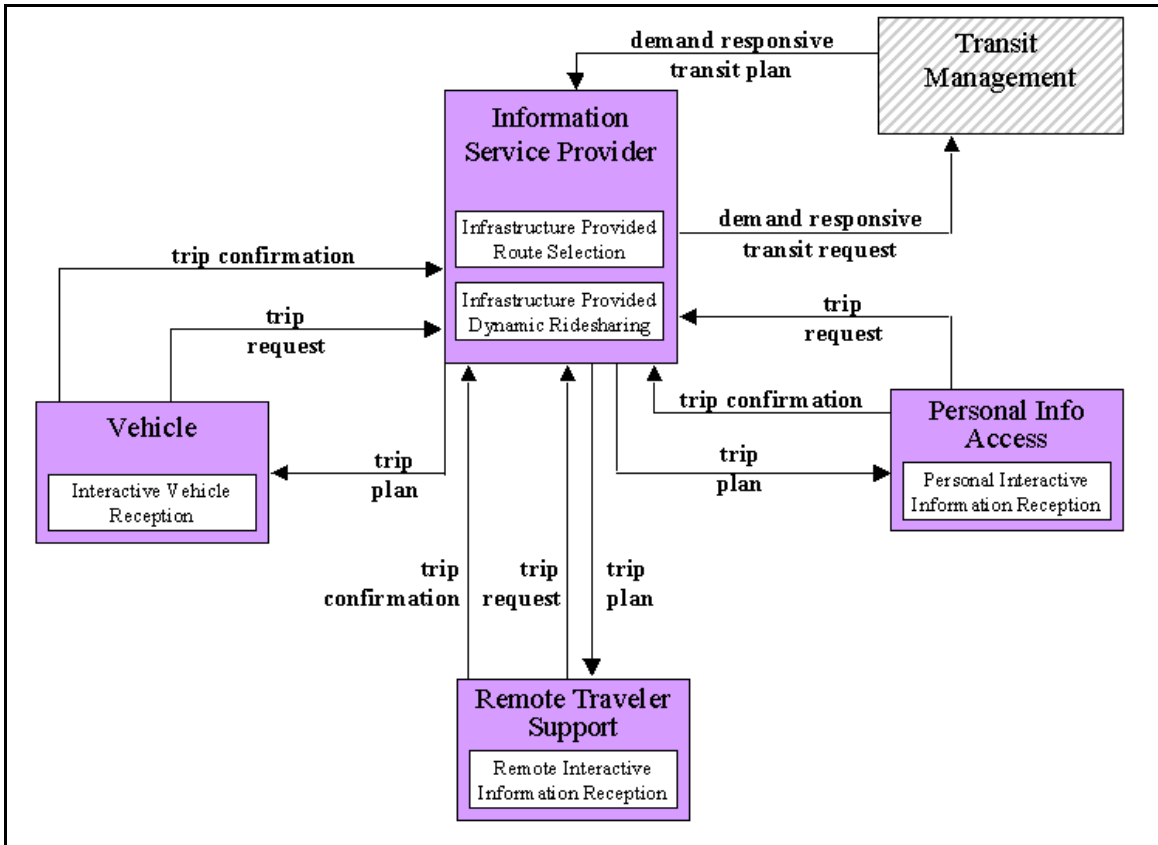 demand responsive
transit plan
Transit
Management
Information
Service Provider
Infrastructure Provided
Route Selection
Infrastructure Provided
Dynamic Ridesharing
demand responsive
transit request
trip confirmation
trip
request
trip
request
trip confirmation
trip
plan
Vehicle
Interactive Vehicle
Reception
trip
plan
Personal Info
Access
Personal Interactive
Information Reception
trip
confirmation
trip
request
trip
plan
Remote Traveler
Support
Remote Interactive
Information Reception